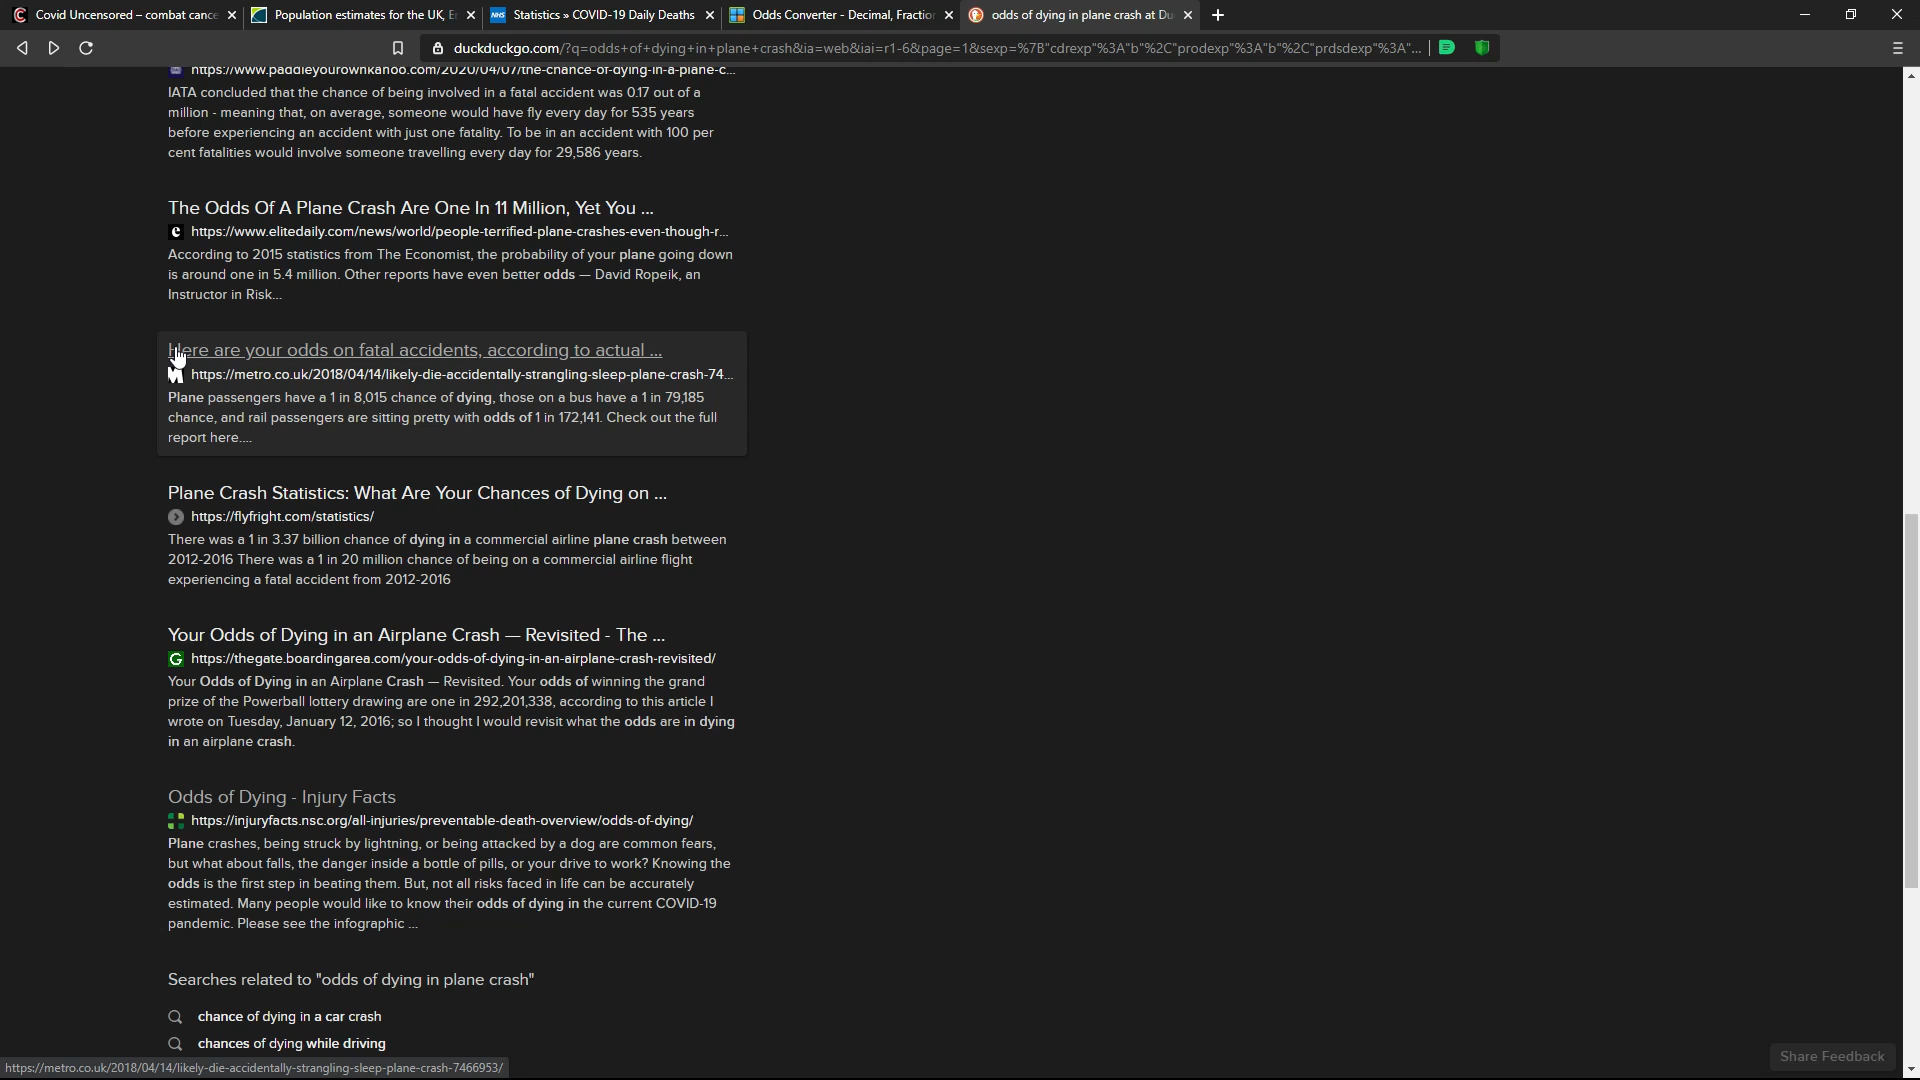 Covid Uncensored – combat cance
Population estimates for the UK, E
Statistics » COVID-19 Daily Deaths
Odds Converter - Decimal, Fraction
odds of dying in plane crash at Du
duckduckgo.com/?q=odds+of+dying+in+plane+crash&ia=web&iai=r1-6&page=1&sexp=%7B"cdrexp"%3A"b"%2C"prodexp"%3A"b"%2C"prdsdexp"%3A"...
https://www.paddleyourownkanoo.com/2020/04/07/the-chance-of-dying-in-a-plane-c...
IATA concluded that the chance of being involved in a fatal accident was 0.17 out of a
million - meaning that, on average, someone would have fly every day for 535 years
before experiencing an accident with just one fatality. To be in an accident with 100 per
cent fatalities would involve someone travelling every day for 29,586 years.
The Odds Of A Plane Crash Are One In 11 Million, Yet You ...
https://www.elitedaily.com/news/world/people-terrified-plane-crashes-even-though-r...
According to 2015 statistics from The Economist, the probability of your plane going down
is around one in 5.4 million. Other reports have even better odds — David Ropeik, an
Instructor in Risk...
Here are your odds on fatal accidents, according to actual ...
https://metro.co.uk/2018/04/14/likely-die-accidentally-strangling-sleep-plane-crash-74...
Plane passengers have a 1 in 8,015 chance of dying, those on a bus have a 1 in 79,185
chance, and rail passengers are sitting pretty with odds of 1 in 172,141. Check out the full
report here....
Plane Crash Statistics: What Are Your Chances of Dying on ...
https://flyfright.com/statistics/
There was a 1 in 3.37 billion chance of dying in a commercial airline plane crash between
2012-2016 There was a 1 in 20 million chance of being on a commercial airline flight
experiencing a fatal accident from 2012-2016
Your Odds of Dying in an Airplane Crash — Revisited - The ...
https://thegate.boardingarea.com/your-odds-of-dying-in-an-airplane-crash-revisited/
Your Odds of Dying in an Airplane Crash — Revisited. Your odds of winning the grand
prize of the Powerball lottery drawing are one in 292,201,338, according to this article I
wrote on Tuesday, January 12, 2016; so I thought I would revisit what the odds are in dying
in an airplane crash.
Odds of Dying - Injury Facts
https://injuryfacts.nsc.org/all-injuries/preventable-death-overview/odds-of-dying/
Plane crashes, being struck by lightning, or being attacked by a dog are common fears,
but what about falls, the danger inside a bottle of pills, or your drive to work? Knowing the
odds is the first step in beating them. But, not all risks faced in life can be accurately
estimated. Many people would like to know their odds of dying in the current COVID-19
pandemic. Please see the infographic ...
Searches related to "odds of dying in plane crash"
chance of dying in a car crash
chances of dying while driving
Share Feedback
https://metro.co.uk/2018/04/14/likely-die-accidentally-strangling-sleep-plane-crash-7466953/